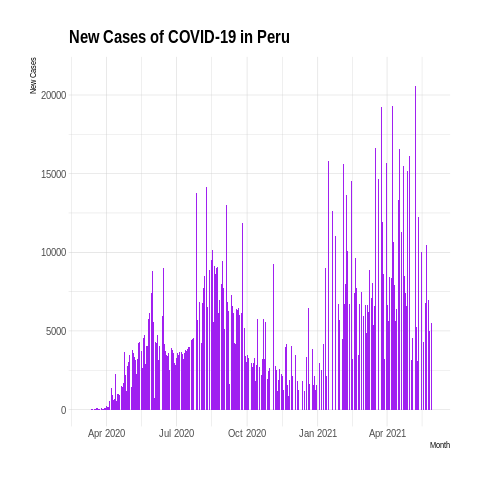 New Cases of COVID-19 in Peru
New Cases
20000
15000
10000
5000
0
Apr 2020 Jul 2020 Oct 2020 Jan 2021 Apr 2021
Month